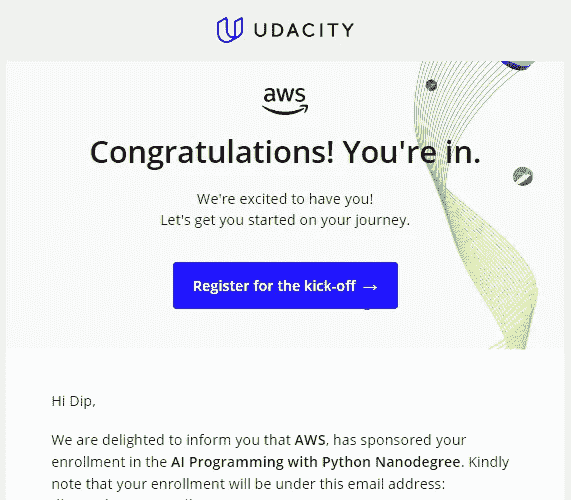 UDACITY
aws
Congratulations! You're in.
We're excited to have you!
Let's get you started on your journey.
Register for the kick-off →
Hi Dip,
We are delighted to inform you that AWS, has sponsored your
enrollment in the AI Programming with Python Nanodegree. Kindly
note that your enrollment will be under this email address: